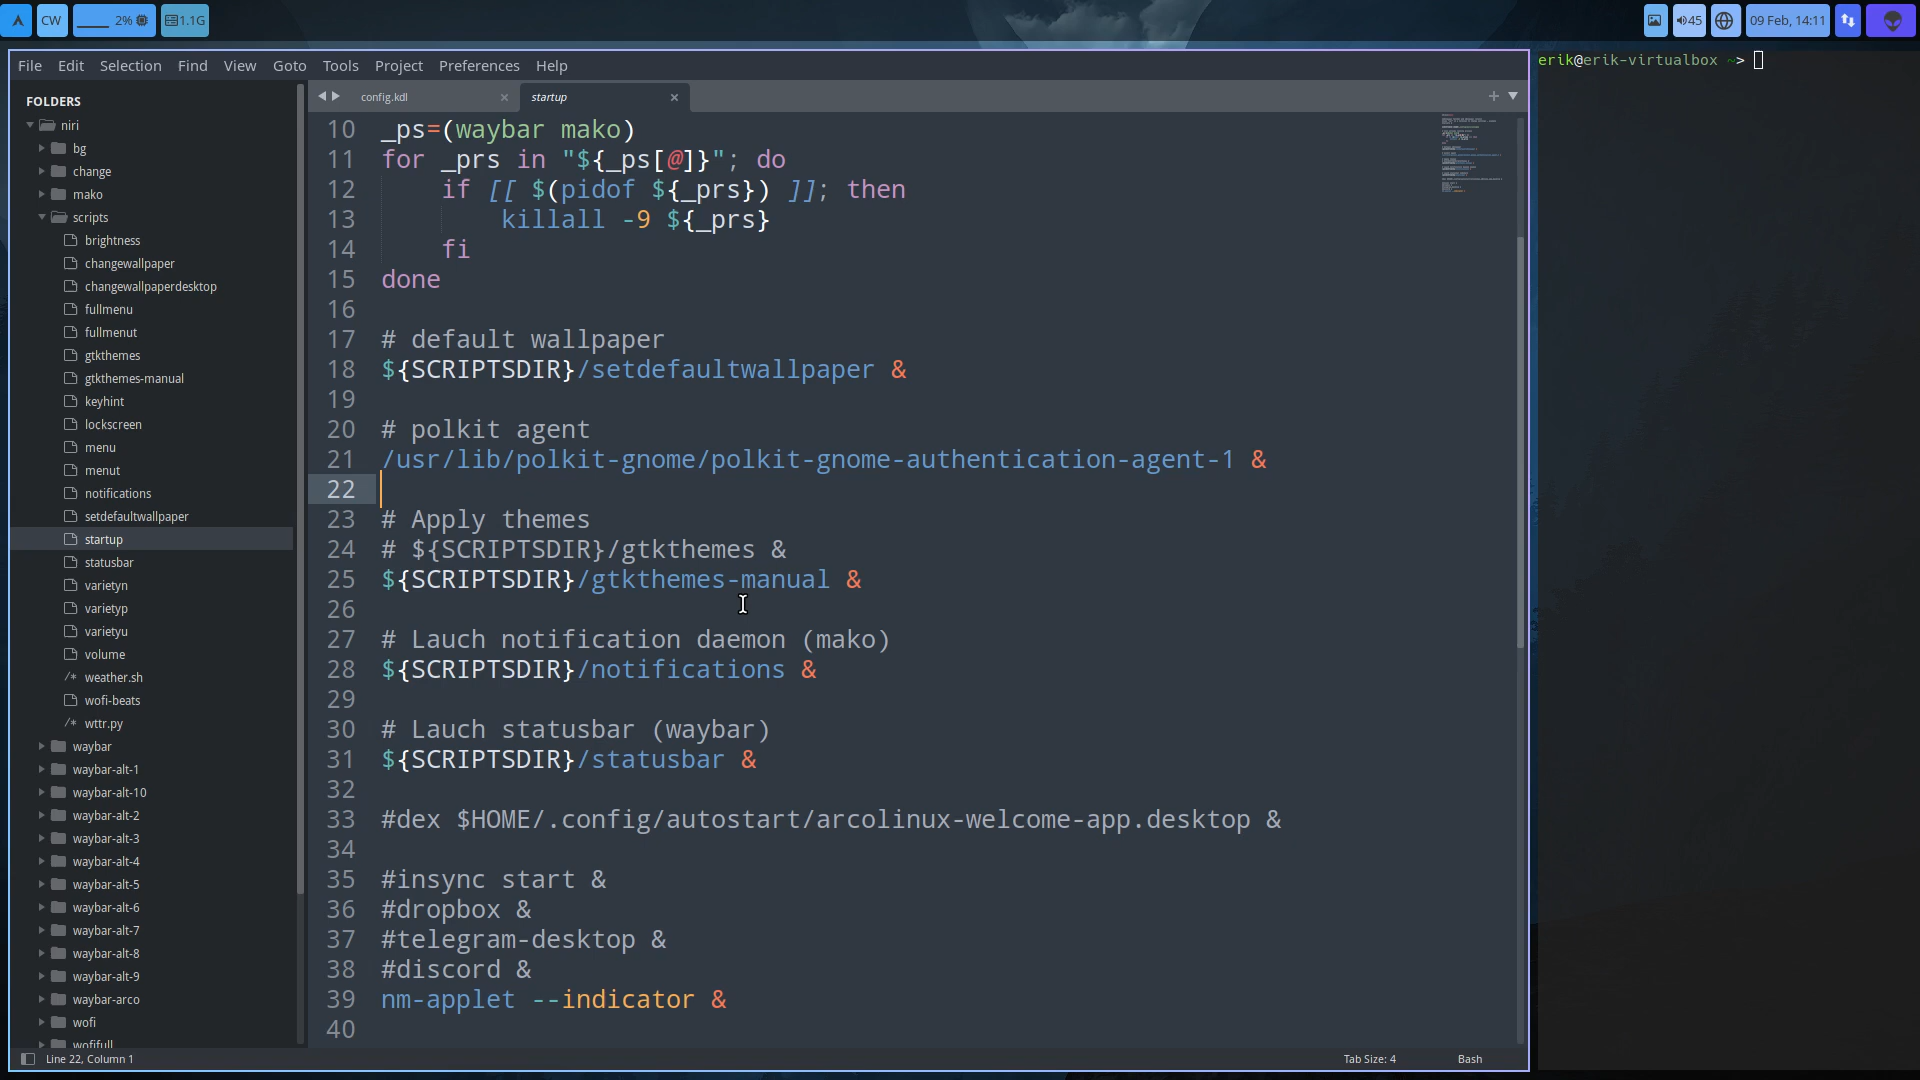 CW
2%
1.1G
45
09 Feb, 14:11
File Edit Selection Find View Goto Tools Project Preferences Help
erik@erik-virtualbox ~>
FOLDERS
niri
bg
change
mako
scripts
brightness
changewallpaper
changewallpaperdesktop
fullmenu
fullmenut
gtkthemes
gtkthemes-manual
keyhint
lockscreen
menu
menut
notifications
setdefaultwallpaper
startup
statusbar
varietyn
varietyp
varietyu
volume
/* weather.sh
wofi-beats
/* wttr.py
waybar
waybar-alt-1
waybar-alt-10
waybar-alt-2
waybar-alt-3
waybar-alt-4
waybar-alt-5
waybar-alt-6
waybar-alt-7
waybar-alt-8
waybar-alt-9
waybar-arco
wofi
wofifull
config.kdl ×
startup ×
10 _ps=(waybar mako)
11 for _prs in "${_ps[@]}"; do
12 if [[ $(pidof ${_prs}) ]]; then
13 killall -9 ${_prs}
14 fi
15 done
16
17 # default wallpaper
18 ${SCRIPTSDIR}/setdefaultwallpaper &
19
20 # polkit agent
21 /usr/lib/polkit-gnome/polkit-gnome-authentication-agent-1 &
22
23 # Apply themes
24 # ${SCRIPTSDIR}/gtkthemes &
25 ${SCRIPTSDIR}/gtkthemes-manual &
26
27 # Lauch notification daemon (mako)
28 ${SCRIPTSDIR}/notifications &
29
30 # Lauch statusbar (waybar)
31 ${SCRIPTSDIR}/statusbar &
32
33 #dex $HOME/.config/autostart/arcolinux-welcome-app.desktop &
34
35 #insync start &
36 #dropbox &
37 #telegram-desktop &
38 #discord &
39 nm-applet --indicator &
40
Line 22, Column 1
Tab Size: 4
Bash